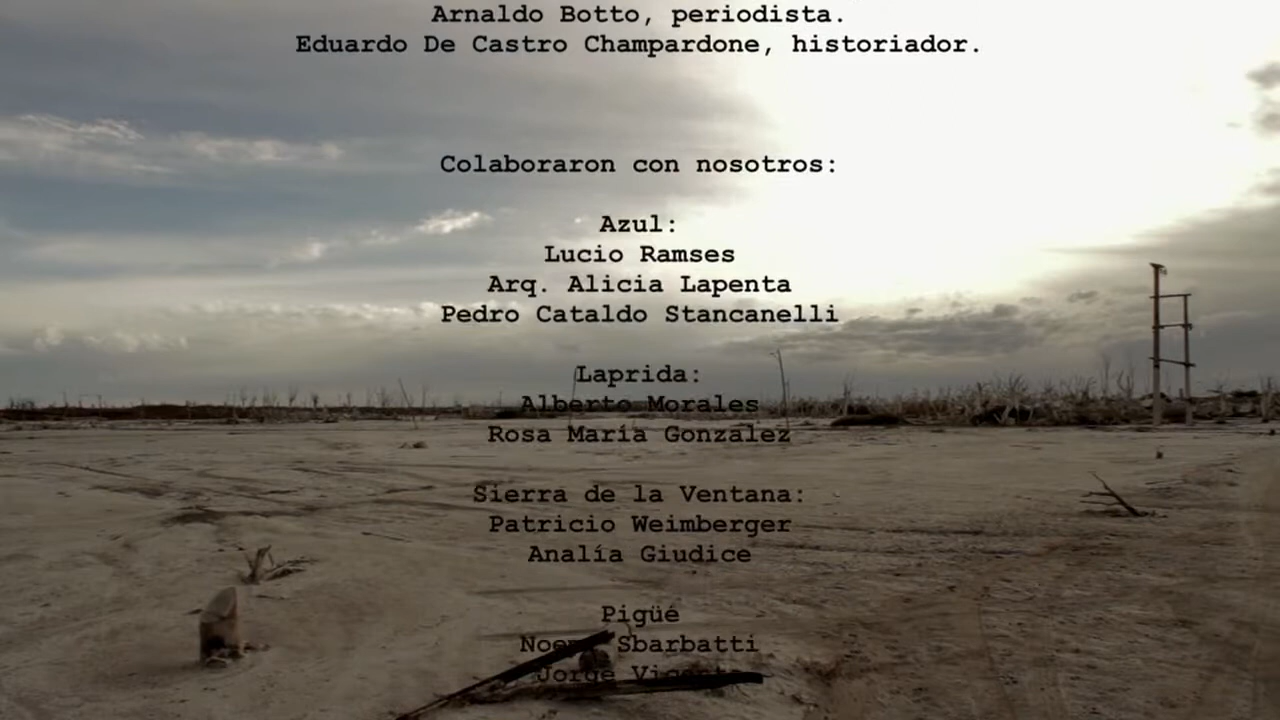 Arnaldo Botto, periodista.
Eduardo De Castro Champardone, historiador.
Colaboraron con nosotros:
Azul:
Lucio Ramses
Arq. Alicia Lapenta
Pedro Cataldo Stancanelli
Laprida:
Alberto Morales
Rosa María Gonzalez
Sierra de la Ventana:
Patricio Weimberger
Analía Giudice
Pigüé
Sbarbatti
Jorge